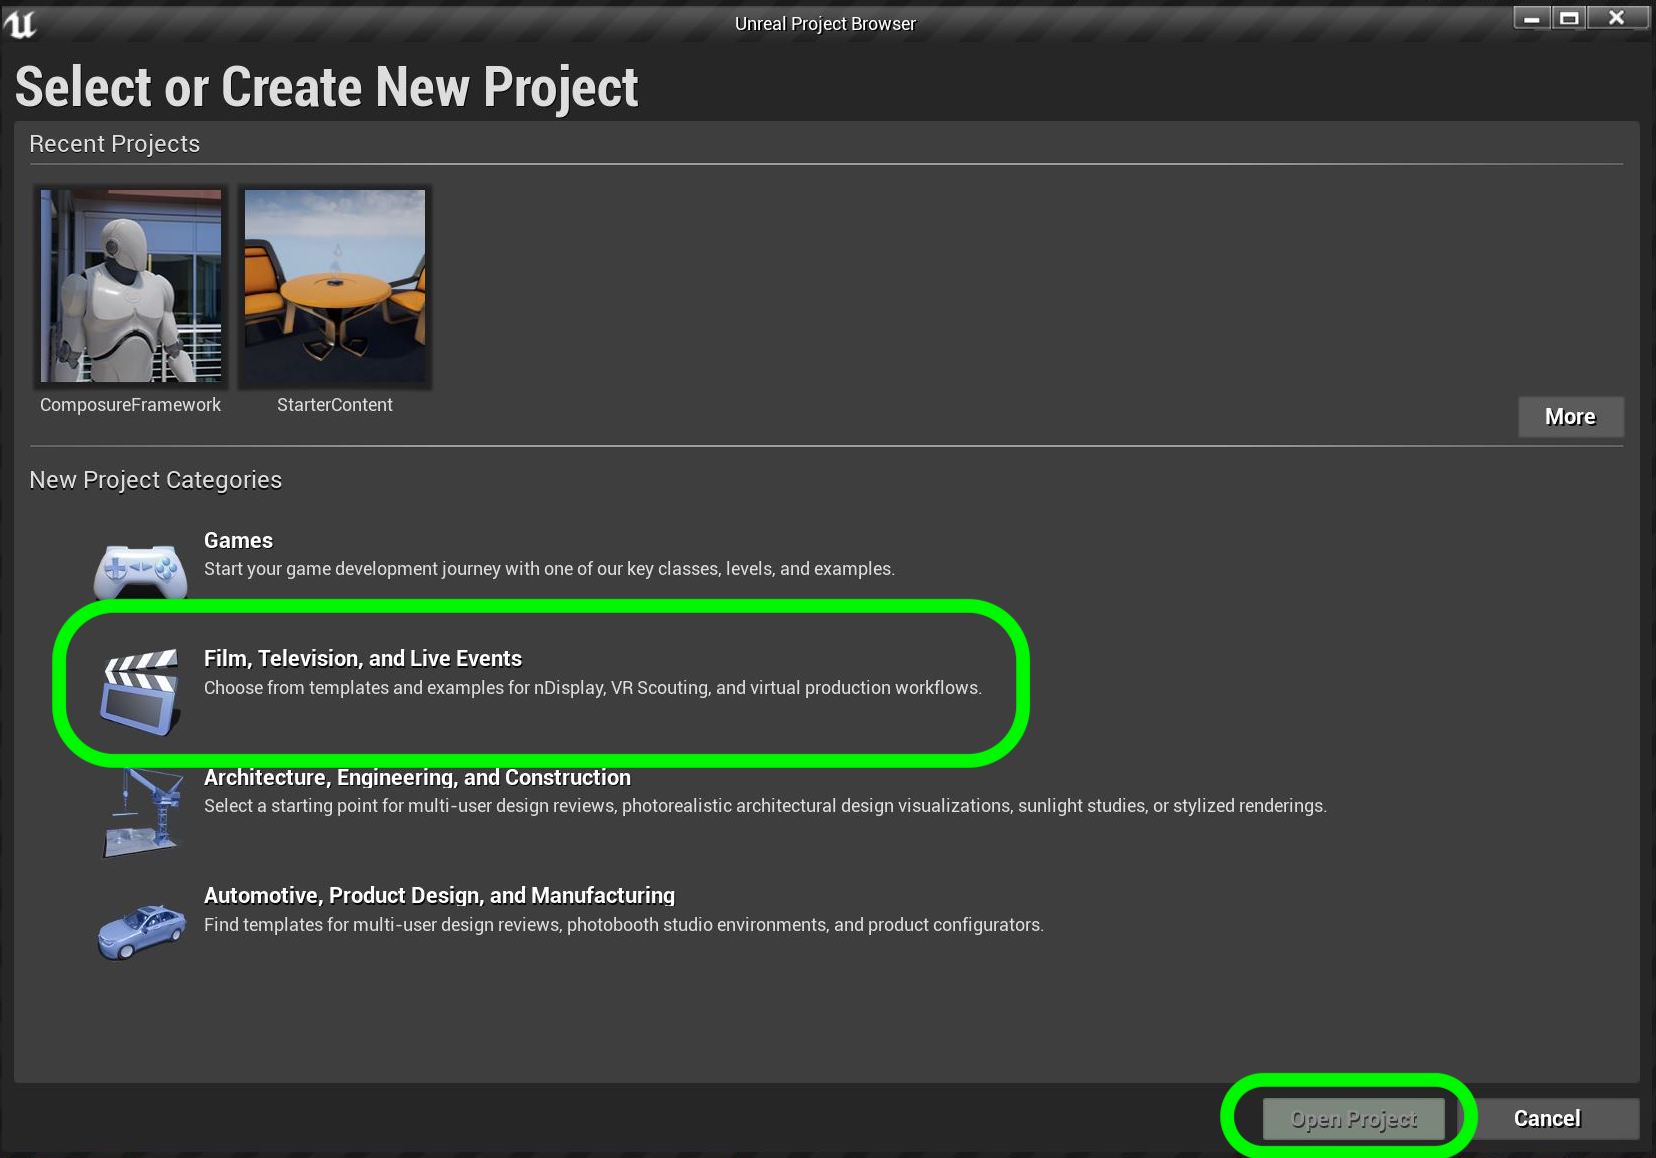 Unreal Project Browser
Select or Create New Project
Recent Projects
ComposureFramework
StarterContent
More
New Project Categories
Games
Start your game development journey with one of our key classes, levels, and examples.
Film, Television, and Live Events
Choose from templates and examples for nDisplay, VR Scouting, and virtual production workflows.
Architecture, Engineering, and Construction
Select a starting point for multi-user design reviews, photorealistic architectural design visualizations, sunlight studies, or stylized renderings.
Automotive, Product Design, and Manufacturing
Find templates for multi-user design reviews, photobooth studio environments, and product configurators.
Open Project
Cancel